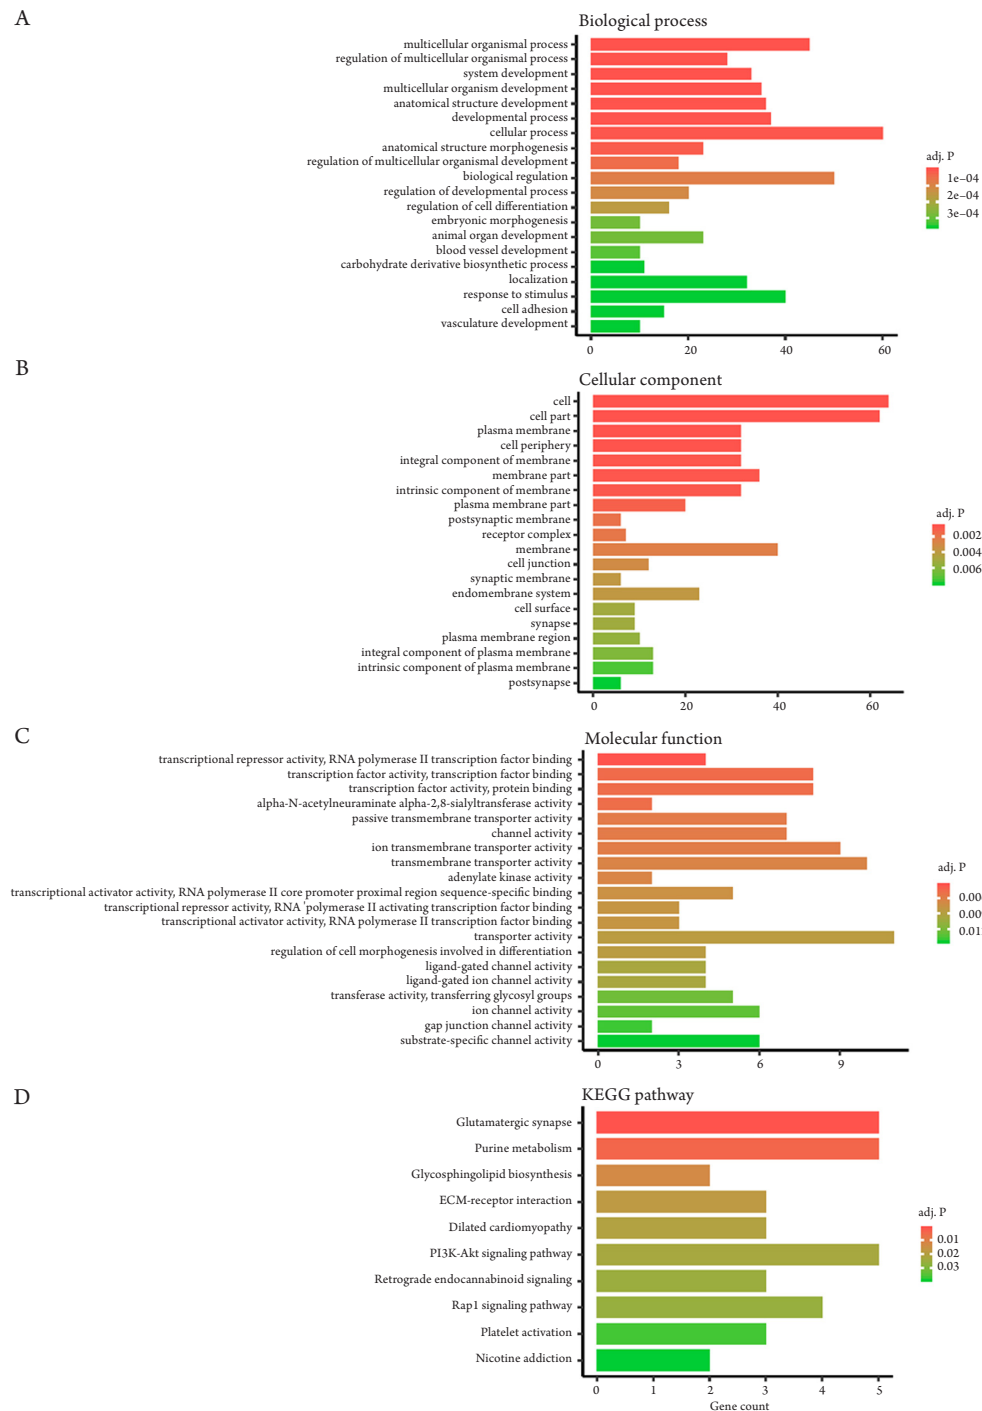 A
Biological process
multicellular organismal process
regulation of multicellular organismal process
system development
multicellular organism development
anatomical structure development
developmental process
cellular process
anatomical structure morphogenesis
regulation of multicellular organismal development
biological regulation
regulation of developmental process
regulation of cell differentiation
embryonic morphogenesis
animal organ development
blood vessel development
carbohydrate derivative biosynthetic process
localization
response to stimulus
cell adhesion
vasculature development
0 20 40 60
adj. P
1e−04
2e−04
3e−04
B
Cellular component
cell
cell part
plasma membrane
cell periphery
integral component of membrane
membrane part
intrinsic component of membrane
plasma membrane part
postsynaptic membrane
receptor complex
membrane
cell junction
synaptic membrane
endomembrane system
cell surface
synapse
plasma membrane region
integral component of plasma membrane
intrinsic component of plasma membrane
postsynapse
0 20 40 60
adj. P
0.002
0.004
0.006
C
Molecular function
transcriptional repressor activity, RNA polymerase II transcription factor binding
transcription factor activity, transcription factor binding
transcription factor activity, protein binding
alpha-N-acetylneuraminate alpha-2,8-sialyltransferase activity
passive transmembrane transporter activity
channel activity
ion transmembrane transporter activity
transmembrane transporter activity
adenylate kinase activity
transcriptional activator activity, RNA polymerase II core promoter proximal region sequence-specific binding
transcriptional repressor activity, RNA 'polymerase II activating transcription factor binding
transcriptional activator activity, RNA polymerase II transcription factor binding
transporter activity
regulation of cell morphogenesis involved in differentiation
ligand-gated channel activity
ligand-gated ion channel activity
transferase activity, transferring glycosyl groups
ion channel activity
gap junction channel activity
substrate-specific channel activity
0 3 6 9
adj. P
D
KEGG pathway
Glutamatergic synapse
Purine metabolism
Glycosphingolipid biosynthesis
ECM-receptor interaction
Dilated cardiomyopathy
PI3K-Akt signaling pathway
Retrograde endocannabinoid signaling
Rap1 signaling pathway
Platelet activation
Nicotine addiction
0 1 2 3 4 5
Gene count
adj. P
0.01
0.02
0.03